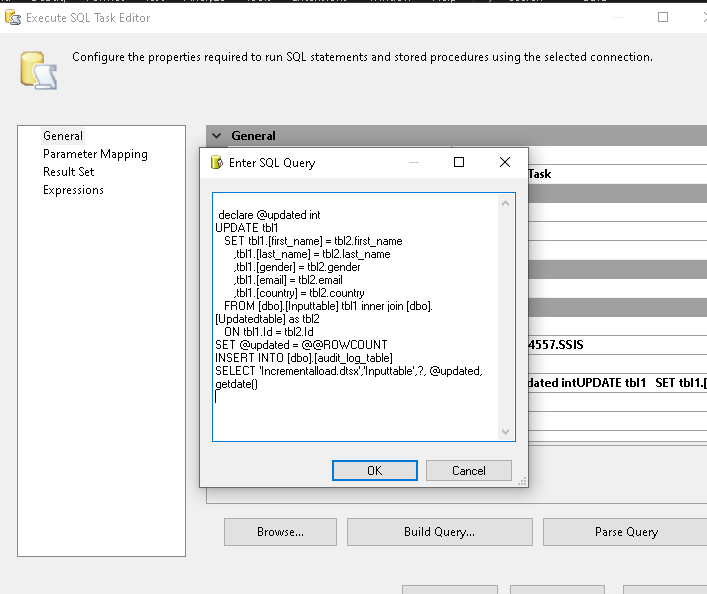 Execute SQL Task Editor
Configure the properties required to run SQL statements and stored procedures using the selected connection.
General
Parameter Mapping
Result Set
Expressions
General
Task
4557.SSIS
dated intUPDATE tbl1   SET tbl1.[
Enter SQL Query
declare @updated int
UPDATE tbl1
SET tbl1.[first_name] = tbl2.first_name
,tbl1.[last_name] = tbl2.last_name
,tbl1.[gender] = tbl2.gender
,tbl1.[email] = tbl2.email
,tbl1.[country] = tbl2.country
FROM [dbo].[Inputtable] tbl1 inner join [dbo].
[Updatedtable] as tbl2
ON tbl1.Id = tbl2.Id
SET @updated = @@ROWCOUNT
INSERT INTO [dbo].[audit_log_table]
SELECT 'Incrementalload.dtsx','Inputtable',?, @updated,
getdate()
OK
Cancel
Browse...
Build Query...
Parse Query